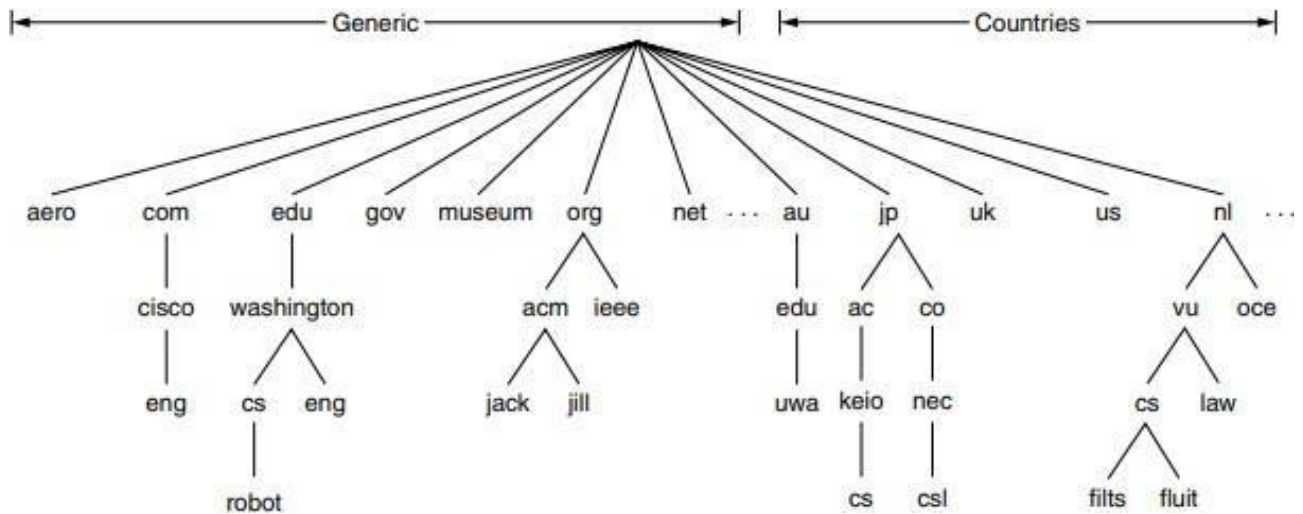 Generic Countries
aero com edu gov museum org net ... au jp uk us nl ...
cisco washington acm ieee edu ac co vu oce
eng cs eng jack jill uwa keio nec cs law
robot cs csl filts fluit